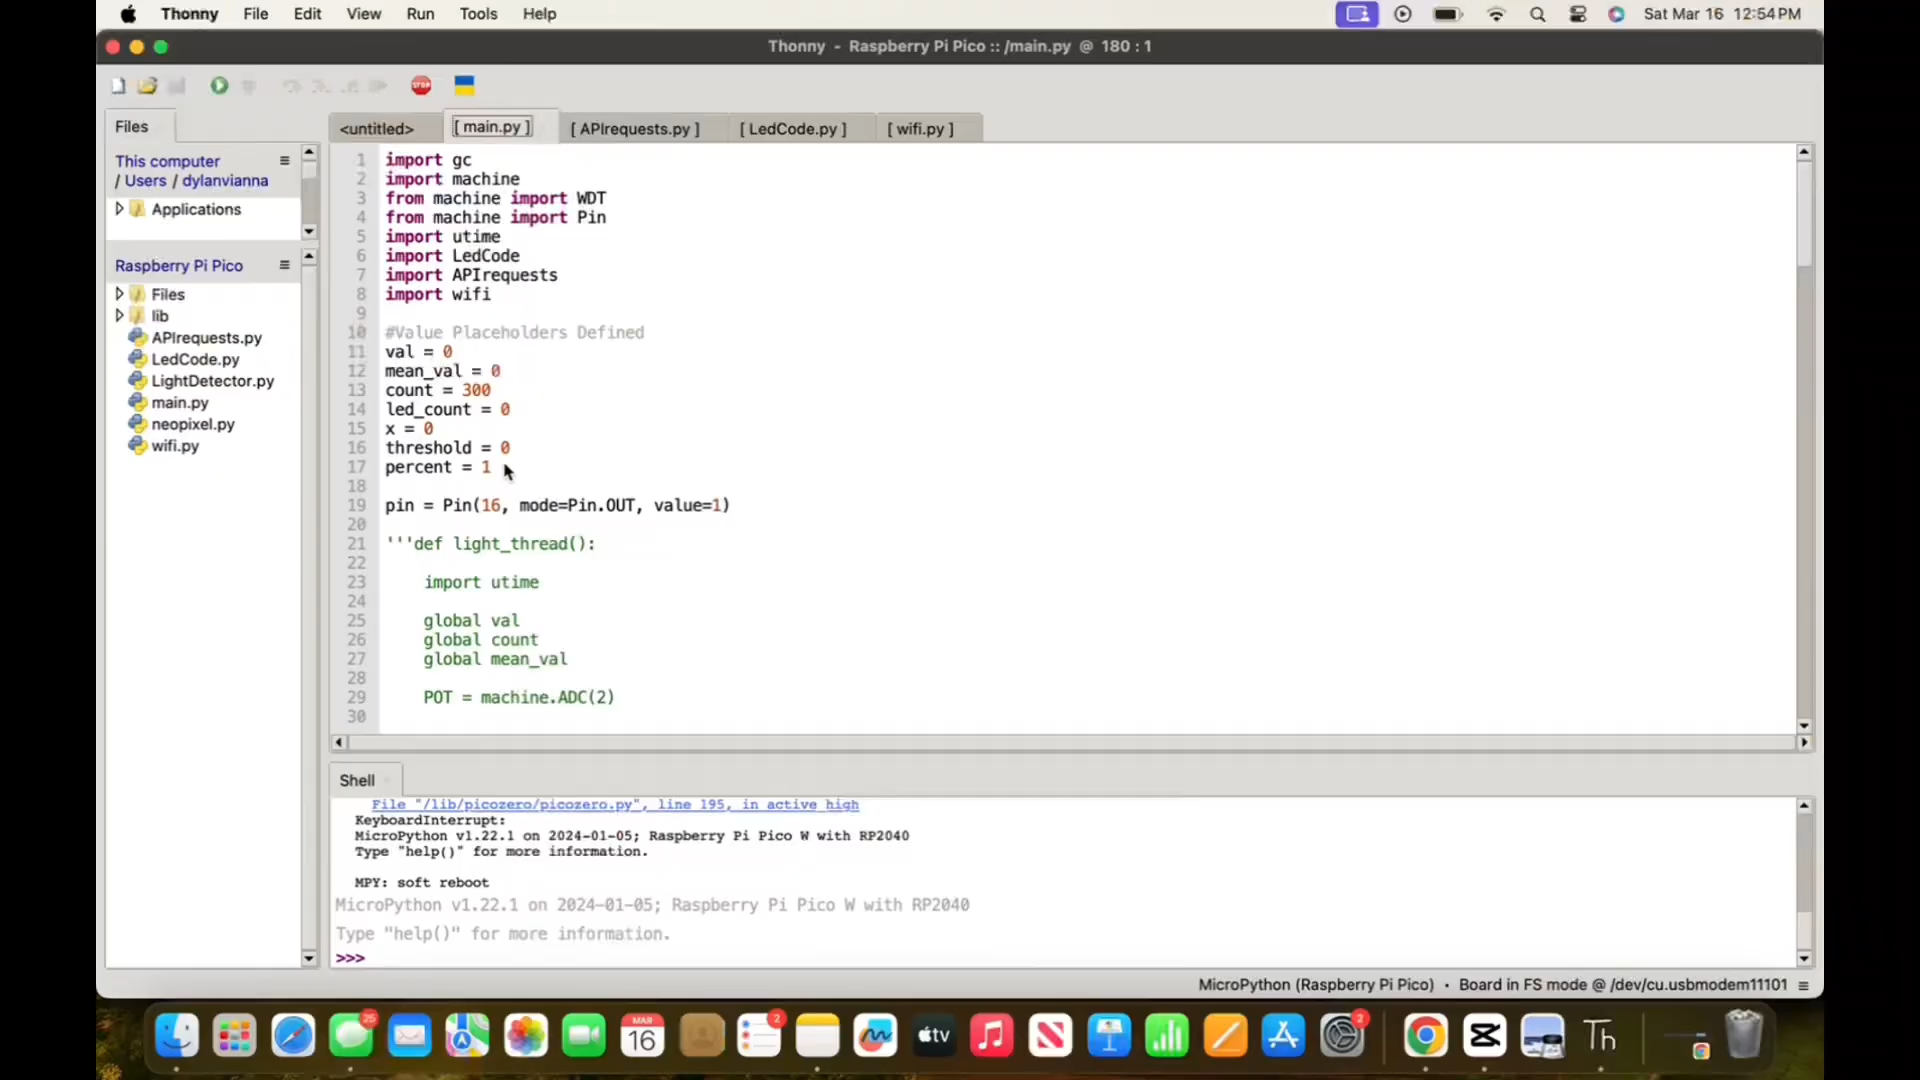 Thonny File Edit View Run Tools Help Sat Mar 16 12:54 PM
Thonny - Raspberry Pi Pico :: /main.py @ 180 : 1
STOP
Files
This computer
/ Users / dylanvianna
Applications
Raspberry Pi Pico
Files
lib
APIrequests.py
LedCode.py
LightDetector.py
main.py
neopixel.py
wifi.py
<untitled> [ main.py ] [ APIrequests.py ] [ LedCode.py ] [ wifi.py ]
1 import gc
2 import machine
3 from machine import WDT
4 from machine import Pin
5 import utime
6 import LedCode
7 import APIrequests
8 import wifi
9
10 #Value Placeholders Defined
11 val = 0
12 mean_val = 0
13 count = 300
14 led_count = 0
15 x = 0
16 threshold = 0
17 percent = 1
18
19 pin = Pin(16, mode=Pin.OUT, value=1)
20
21 '''def light_thread():
22
23 import utime
24
25 global val
26 global count
27 global mean_val
28
29 POT = machine.ADC(2)
30
Shell
File "/lib/picozero/picozero.py", line 195, in active_high
KeyboardInterrupt:
MicroPython v1.22.1 on 2024-01-05; Raspberry Pi Pico W with RP2040
Type "help()" for more information.
MPY: soft reboot
MicroPython v1.22.1 on 2024-01-05; Raspberry Pi Pico W with RP2040
Type "help()" for more information.
>>>
MicroPython (Raspberry Pi Pico) • Board in FS mode @ /dev/cu.usbmodem11101
25
MAR
16
2
tv
2
Th